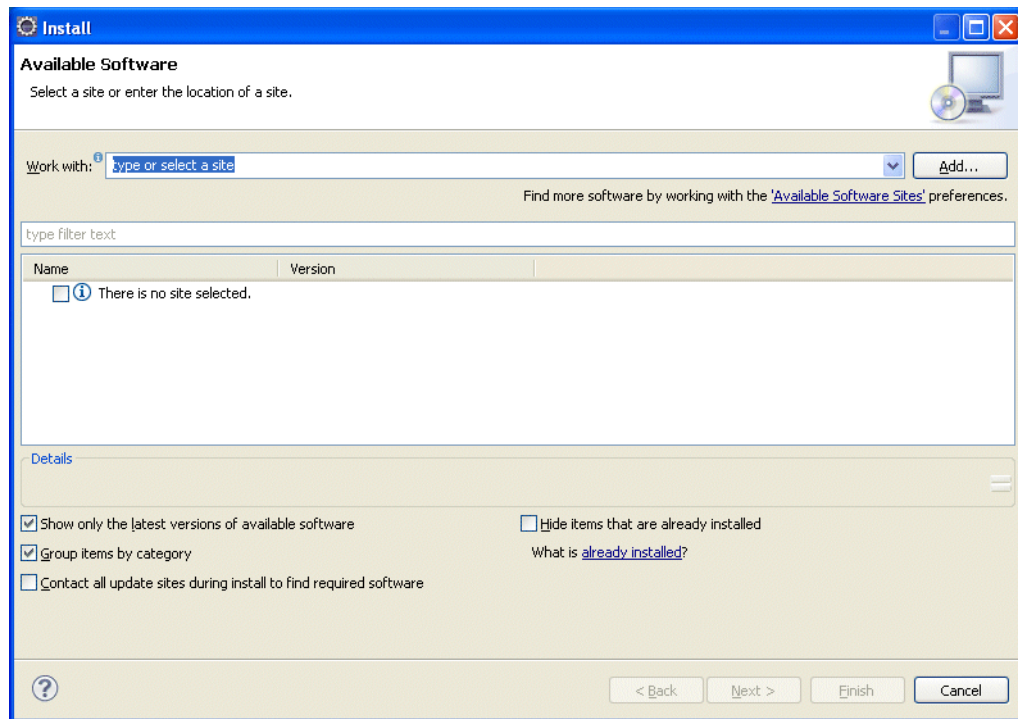 Install
Available Software
Select a site or enter the location of a site.
Work with: type or select a site Add...
Find more software by working with the 'Available Software Sites' preferences.
type filter text
Name Version
There is no site selected.
Details
Show only the latest versions of available software Hide items that are already installed
Group items by category What is already installed?
Contact all update sites during install to find required software
< Back Next > Finish Cancel